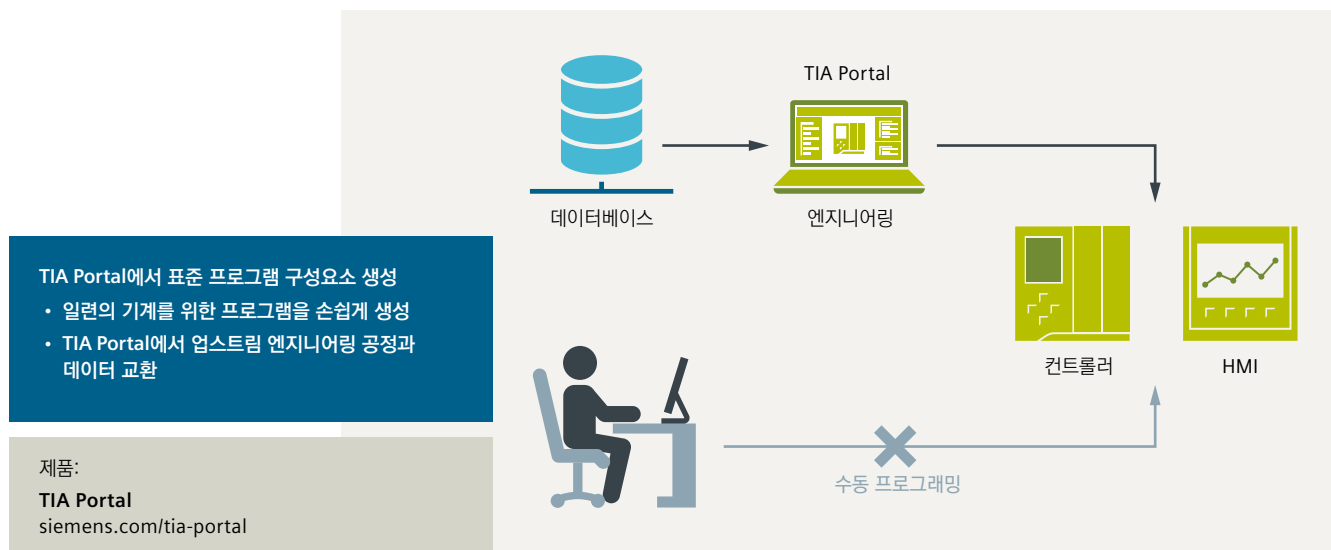 TIA Portal
데이터베이스
엔지니어링
TIA Portal에서 표준 프로그램 구성요소 생성
• 일련의 기계를 위한 프로그램을 손쉽게 생성
• TIA Portal에서 업스트림 엔지니어링 공정과
데이터 교환
컨트롤러
HMI
수동 프로그래밍
제품:
TIA Portal
siemens.com/tia-portal